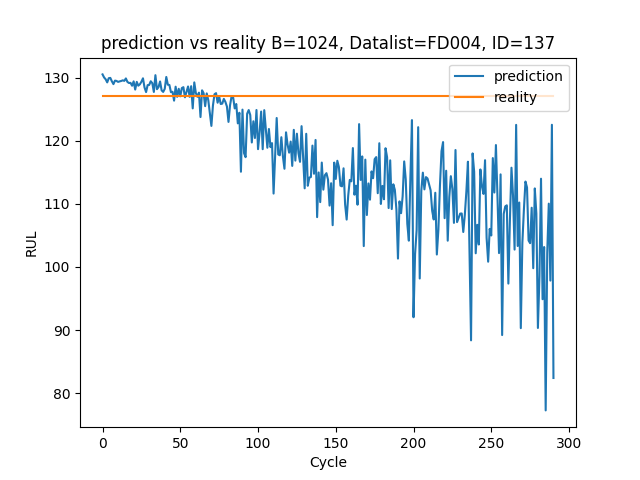 prediction vs reality B=1024, Datalist=FD004, ID=137
prediction
reality
130
120
110
100
90
80
RUL
0 50 100 150 200 250 300
Cycle